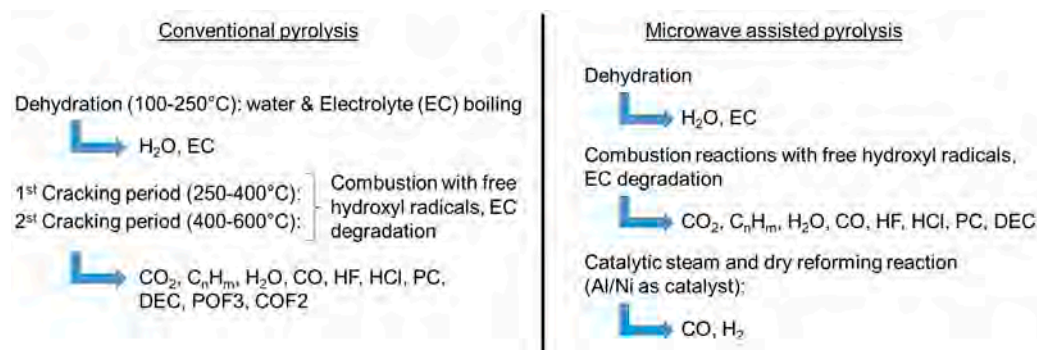 Conventional pyrolysis
Dehydration (100-250°C): water & Electrolyte (EC) boiling
H₂O, EC
1ˢᵗ Cracking period (250-400°C):
2ˢᵗ Cracking period (400-600°C):
Combustion with free
hydroxyl radicals, EC
degradation
CO₂, CₙHₘ, H₂O, CO, HF, HCl, PC,
DEC, POF3, COF2
Microwave assisted pyrolysis
Dehydration
H₂O, EC
Combustion reactions with free hydroxyl radicals,
EC degradation
CO₂, CₙHₘ, H₂O, CO, HF, HCl, PC, DEC
Catalytic steam and dry reforming reaction
(Al/Ni as catalyst):
CO, H₂